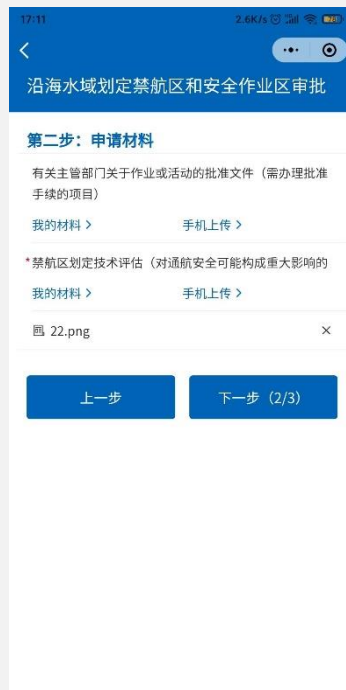 17:11
2.6K/s
沿海水域划定禁航区和安全作业区审批
第二步：申请材料
有关主管部门关于作业或活动的批准文件（需办理批准
手续的项目）
我的材料 >
手机上传 >
*禁航区划定技术评估（对通航安全可能构成重大影响的
我的材料 >
手机上传 >
22.png
上一步
下一步（2/3）